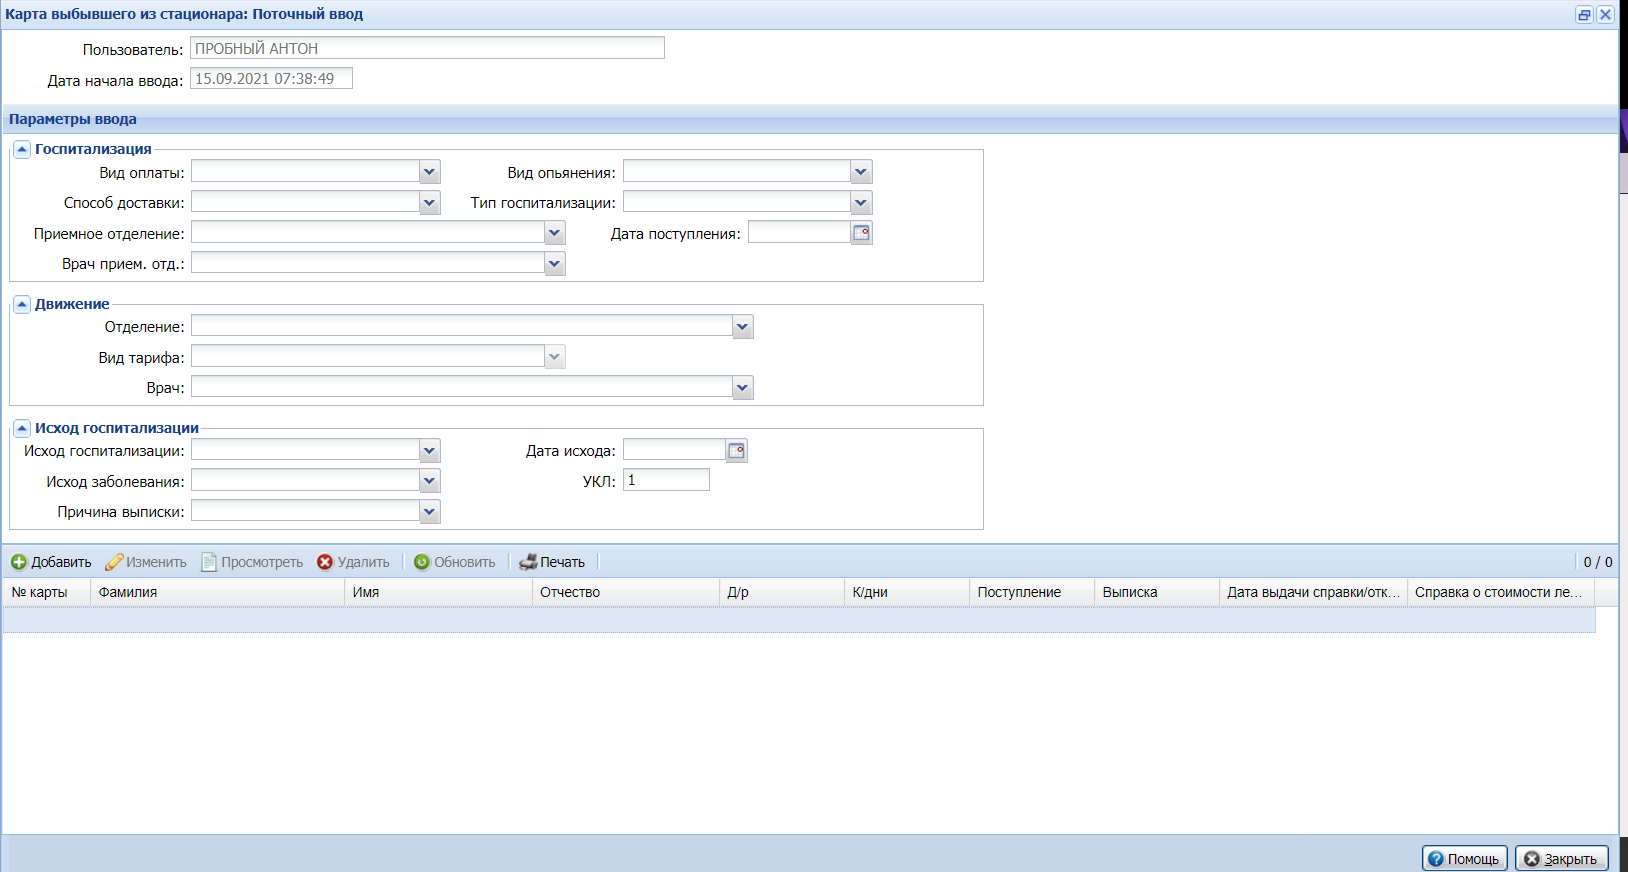 Карта выбывшего из стационара: Поточный ввод
Пользователь: ПРОБНЫЙ АНТОН
Дата начала ввода: 15.09.2021 07:38:49
Параметры ввода
Госпитализация
Вид оплаты: Вид опьянения:
Способ доставки: Тип госпитализации:
Приемное отделение: Дата поступления:
Врач прием. отд.:
Движение
Отделение:
Вид тарифа:
Врач:
Исход госпитализации
Исход госпитализации: Дата исхода:
Исход заболевания: УКЛ: 1
Причина выписки:
Добавить Изменить Просмотреть Удалить Обновить Печать 0 / 0
№ карты Фамилия Имя Отчество Д/р К/дни Поступление Выписка Дата выдачи справки/отк... Справка о стоимости ле...
Помощь Закрыть